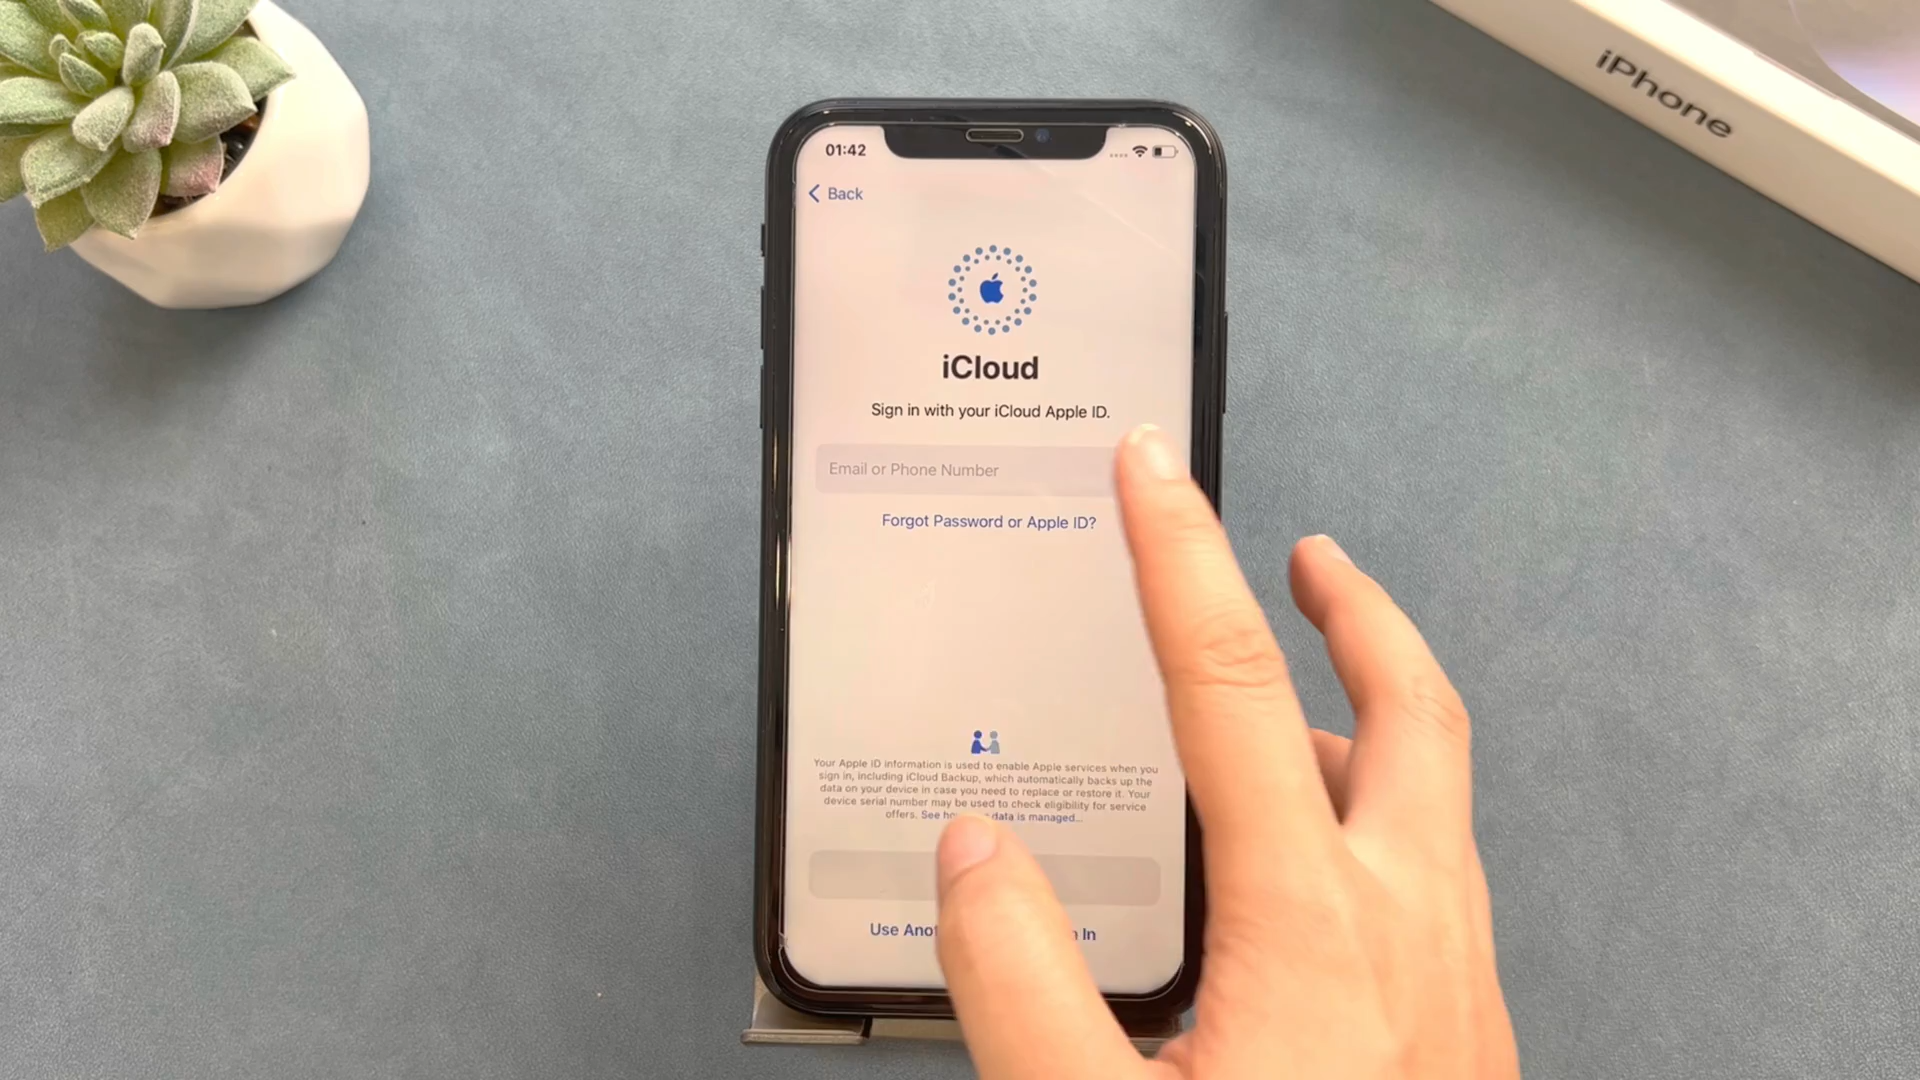 iPhone
01:42
Back
iCloud
Sign in with your iCloud Apple ID.
Email or Phone Number
Forgot Password or Apple ID?
Your Apple ID information is used to enable Apple services when you
sign in, including iCloud Backup, which automatically backs up the
data on your device in case you need to replace or restore it. Your
device serial number may be used to check eligibility for service
offers. See data is managed...
Use In